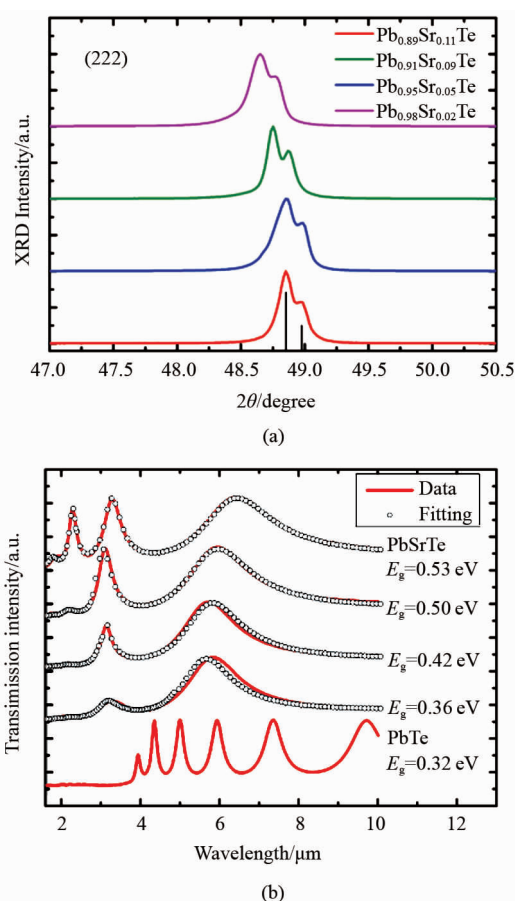 (222)
Pb0.89Sr0.11Te
Pb0.91Sr0.09Te
Pb0.95Sr0.05Te
Pb0.98Sr0.02Te
XRD Intensity/a.u.
47.0 47.5 48.0 48.5 49.0 49.5 50.0 50.5
2θ/degree
(a)
Data
Fitting
PbSrTe
Eg=0.53 eV
Eg=0.50 eV
Eg=0.42 eV
Eg=0.36 eV
PbTe
Eg=0.32 eV
Transimission intensity/a.u.
2 4 6 8 10 12
Wavelength/μm
(b)